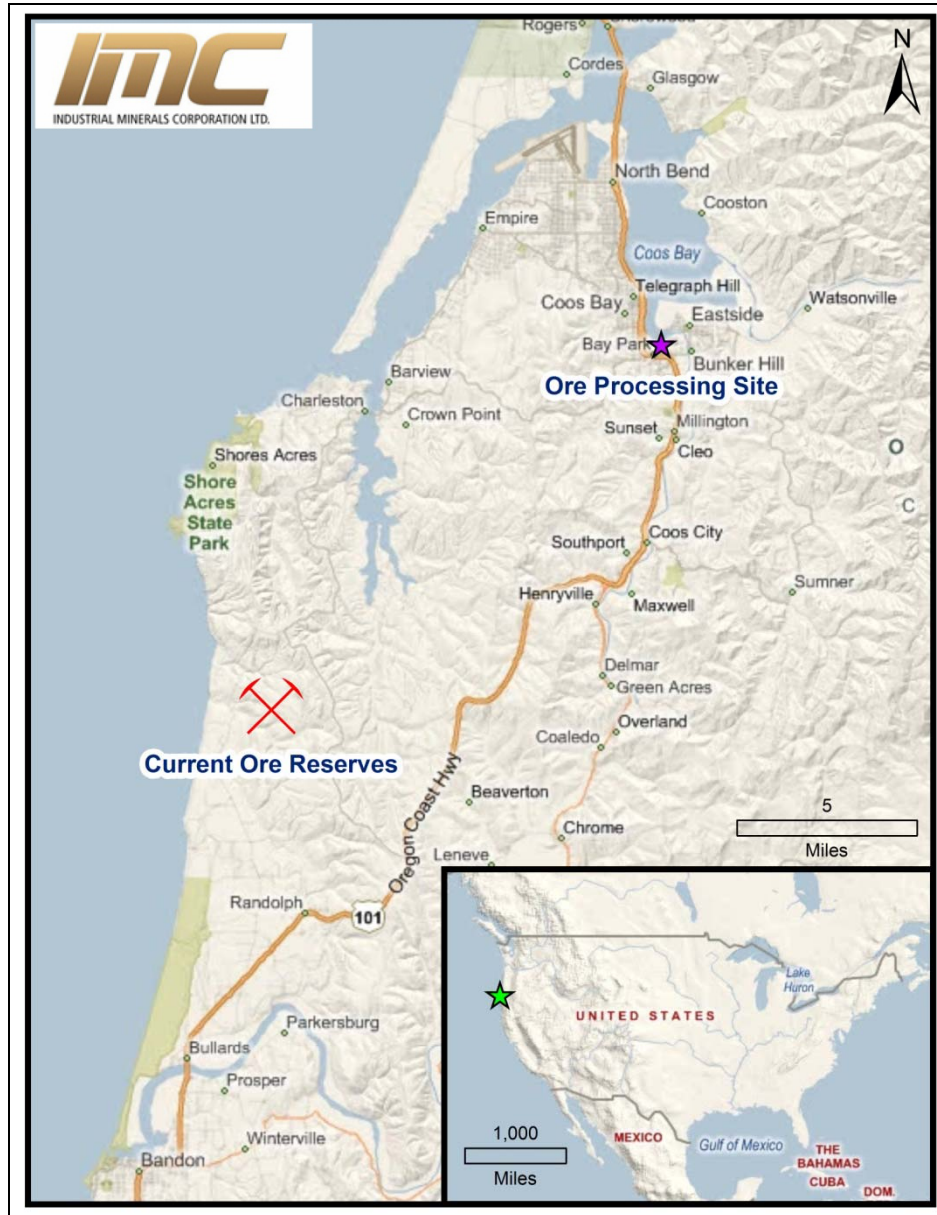 IMC
INDUSTRIAL MINERALS CORPORATION LTD.
N
Rogers
Cordes
Glasgow
North Bend
Cooston
Empire
Coos Bay
Telegraph Hill
Watsonville
Coos Bay
Eastside
Bay Park
Bunker Hill
Ore Processing Site
Barview
Charleston
Crown Point
Millington
Sunset
Cleo
Shores Acres
Shore
Acres
State
Park
O
C
Coos City
Southport
Sumner
Henryville
Maxwell
Delmar
Green Acres
Overland
Coaledo
Current Ore Reserves
Oregon Coast Hwy
Beaverton
5
Miles
Chrome
Leneve
Randolph
101
Parkersburg
Bullards
Prosper
Winterville
Bandon
Lake
Huron
UNITED STATES
1,000
Miles
MEXICO
Gulf of Mexico
THE
BAHAMAS
CUBA
DOM.